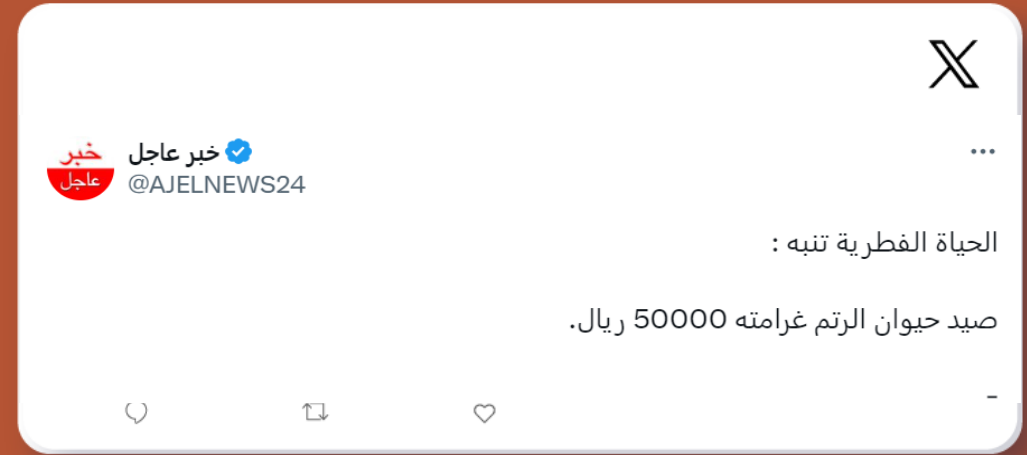 خبر عاجل
خبر عاجل
@AJELNEWS24
الحياة الفطرية تنبه :
صيد حيوان الرتم غرامته 50000 ريال.
-